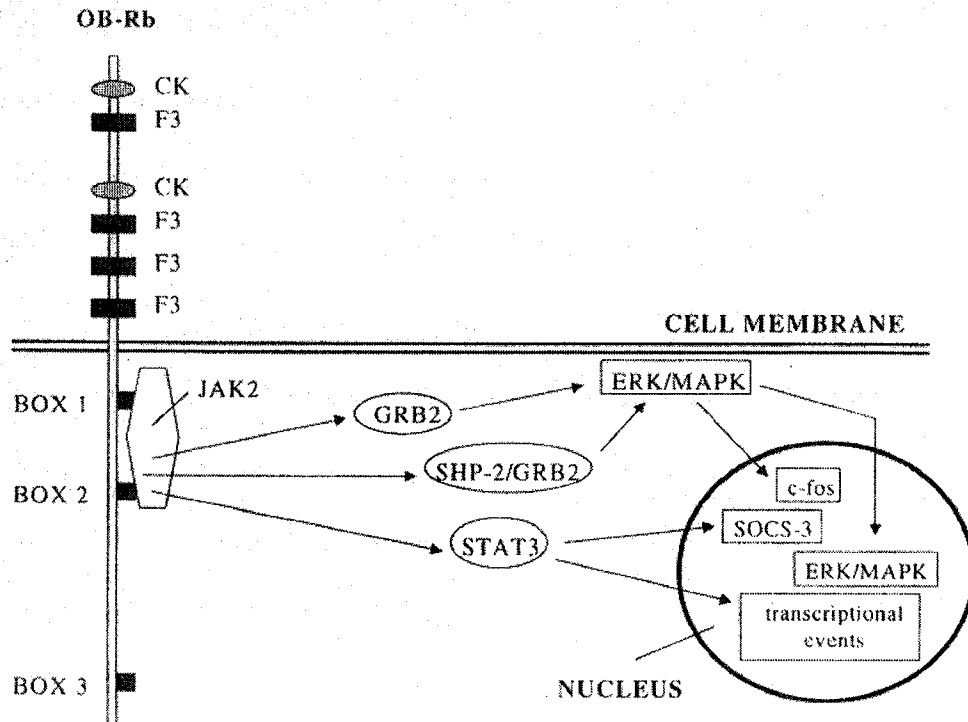 OB-Rb
CK
F3
CK
F3
F3
F3
CELL MEMBRANE
BOX 1
JAK2
GRB2
ERK/MAPK
BOX 2
SHP-2/GRB2
c-fos
STAT3
SOCS-3
ERK/MAPK
transcriptional
events
BOX 3
NUCLEUS